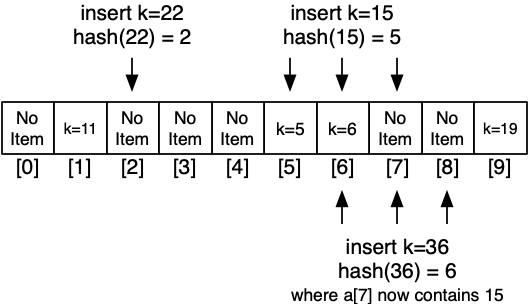 insert k=22
hash(22) = 2
insert k=15
hash(15) = 5
No Item
k=11
No Item
No Item
No Item
k=5
k=6
No Item
No Item
k=19
[0] [1] [2] [3] [4] [5] [6] [7] [8] [9]
insert k=36
hash(36) = 6
where a[7] now contains 15